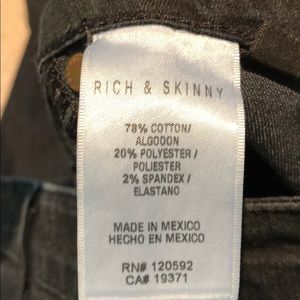 RICH & SKINNY
78% COTTON/
ALGODON
20% POLYESTER /
POLIESTER
2% SPANDEX /
ELASTANO
MADE IN MEXICO
HECHO EN MEXICO
RN# 120592
CA# 19371